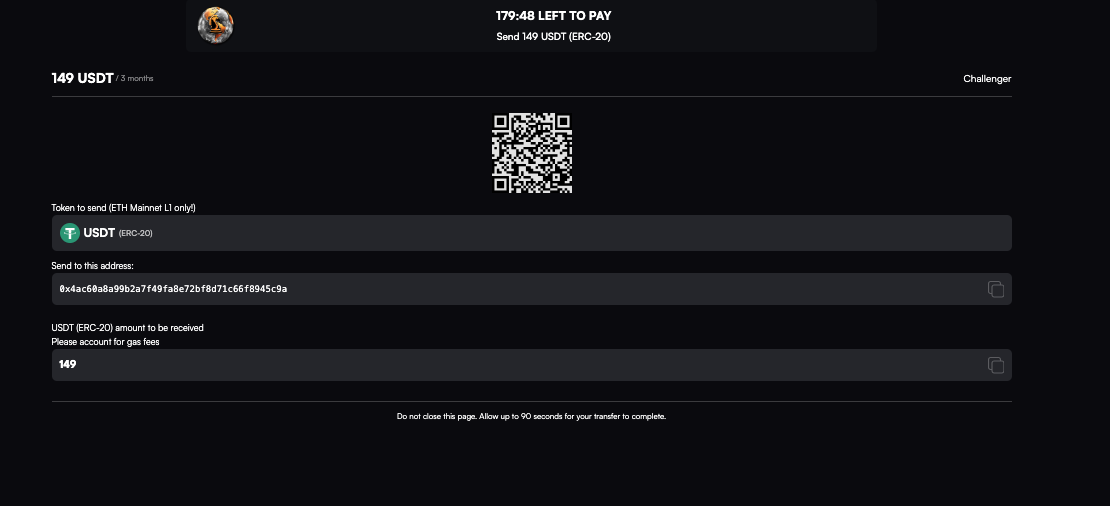 179:48 LEFT TO PAY
Send 149 USDT (ERC-20)
149 USDT / 3 months
Challenger
Token to send (ETH Mainnet L1 only!)
USDT (ERC-20)
Send to this address:
0x4ac60a8a99b2a7f49fa8e72bf8d71c66f8945c9a
USDT (ERC-20) amount to be received
Please account for gas fees
149
Do not close this page. Allow up to 90 seconds for your transfer to complete.